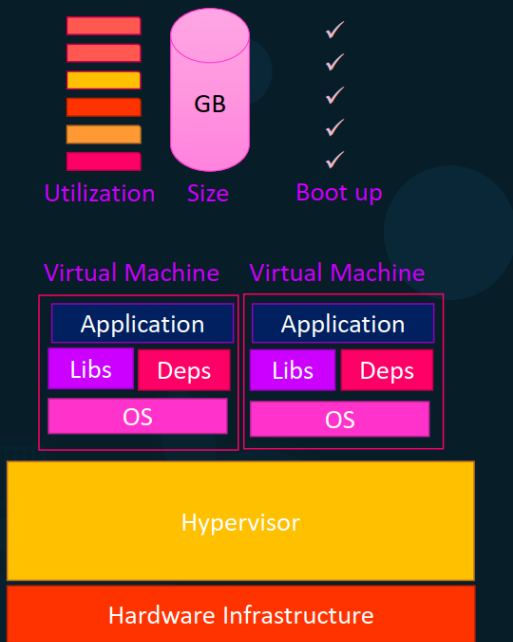 GB
Utilization Size Boot up
Virtual Machine Virtual Machine
Application Application
Libs Deps Libs Deps
OS OS
Hypervisor
Hardware Infrastructure